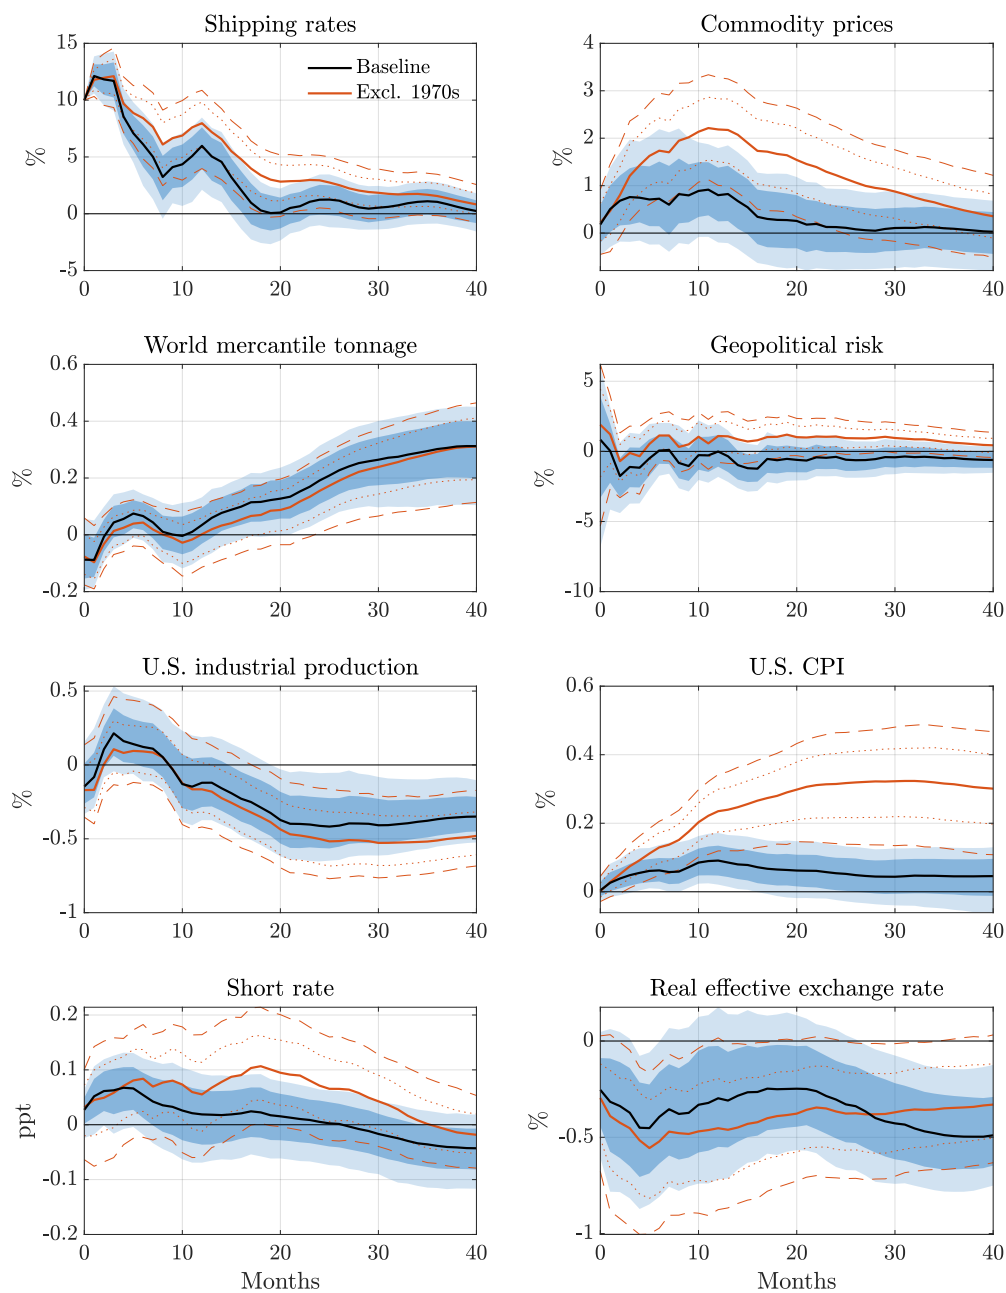 Shipping rates
15
10
5
0
-5
%
Baseline
Excl. 1970s
0 10 20 30 40
Commodity prices
4
3
2
1
0
%
0 10 20 30 40
World mercantile tonnage
0.6
0.4
0.2
0
-0.2
%
0 10 20 30 40
Geopolitical risk
5
0
-5
-10
%
0 10 20 30 40
U.S. industrial production
0.5
0
-0.5
-1
%
0 10 20 30 40
U.S. CPI
0.6
0.4
0.2
0
%
0 10 20 30 40
Short rate
0.2
0.1
0
-0.1
-0.2
ppt
0 10 20 30 40
Months
Real effective exchange rate
0
-0.5
-1
%
0 10 20 30 40
Months